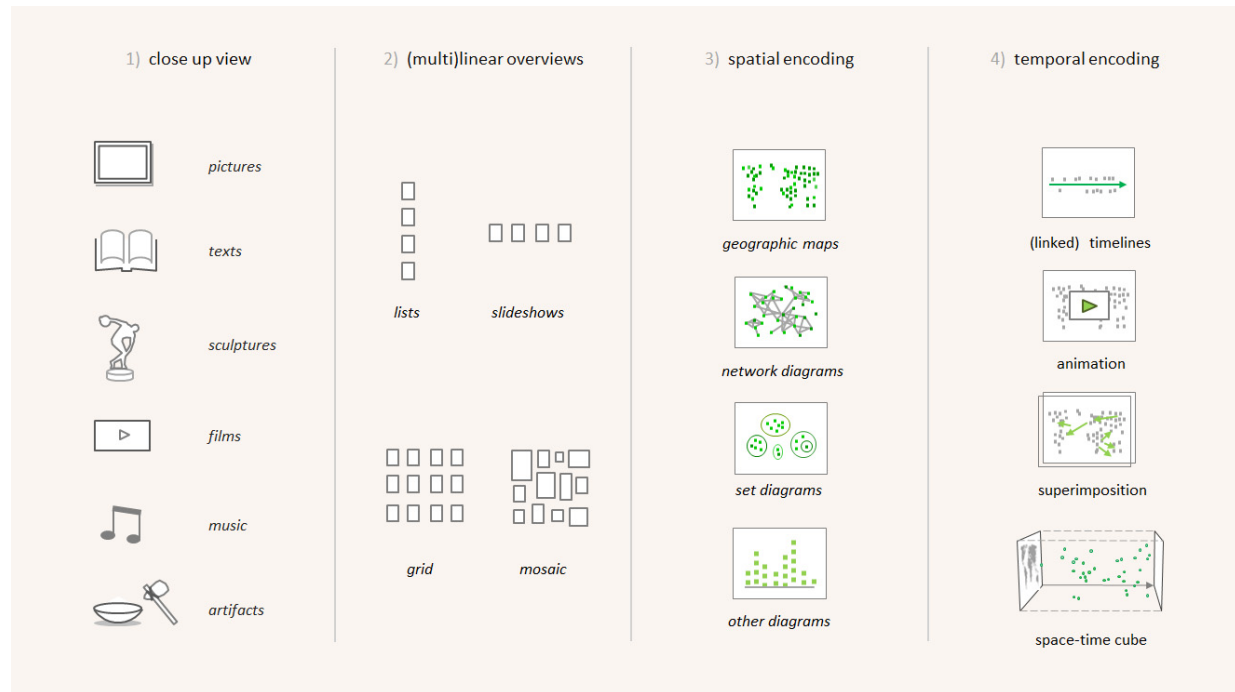 1) close up view
pictures
texts
sculptures
films
music
artifacts
2) (multi)linear overviews
lists
slideshows
grid
mosaic
3) spatial encoding
geographic maps
network diagrams
set diagrams
other diagrams
4) temporal encoding
(linked) timelines
animation
superimposition
space-time cube